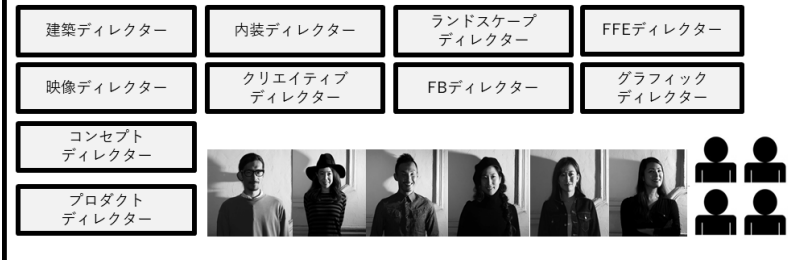 建築ディレクター
内装ディレクター
ランドスケープ
ディレクター
FFEディレクター
映像ディレクター
クリエイティブ
ディレクター
FBディレクター
グラフィック
ディレクター
コンセプト
ディレクター
プロダクト
ディレクター